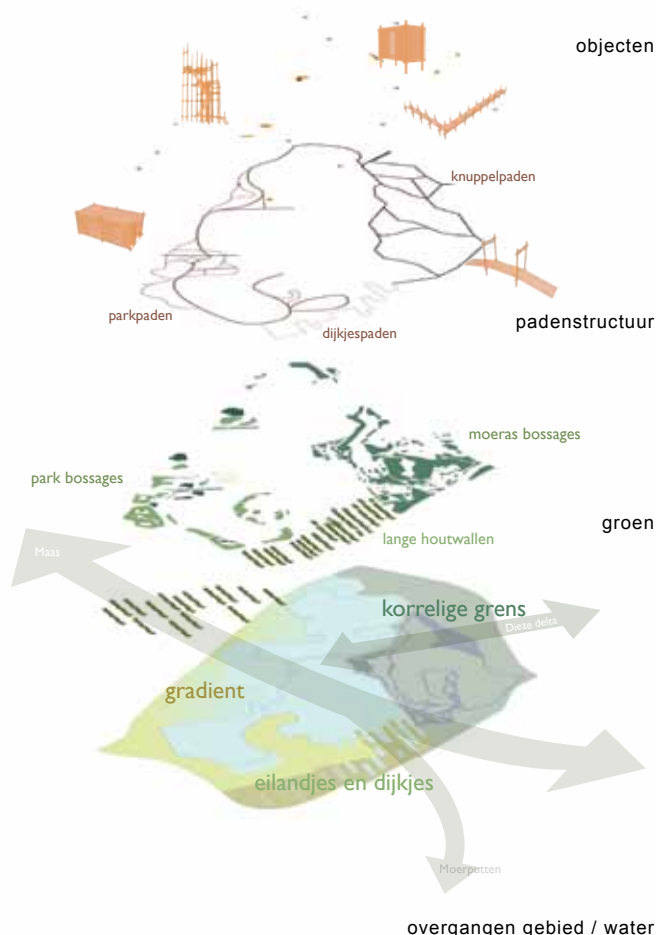 objecten
knuppelpaden
parkpaden
padenstructuur
dijkjespaden
moeras bossages
park bossages
groen
lange houtwallen
Maas
korrelige grens
Dieze delta
gradient
eilandjes en dijkjes
Moerputten
overgangen gebied / water